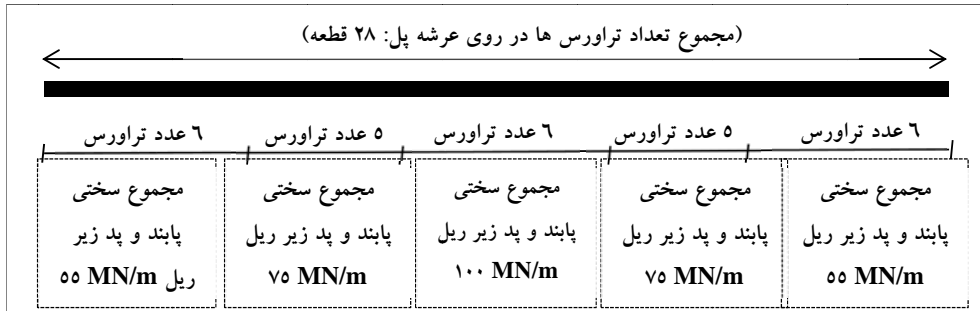 (مجموع تعداد تراورس ها در روی عرشه پل: ۲۸ قطعه)
۶ عدد تراورس
۵ عدد تراورس
۶ عدد تراورس
۵ عدد تراورس
۶ عدد تراورس
مجموع سختی
پابند و پد زیر ریل
۵۵ MN/m
مجموع سختی
پابند و پد زیر ریل
۷۵ MN/m
مجموع سختی
پابند و پد زیر ریل
۱۰۰ MN/m
مجموع سختی
پابند و پد زیر ریل
۷۵ MN/m
مجموع سختی
پابند و پد زیر
ریل ۵۵ MN/m